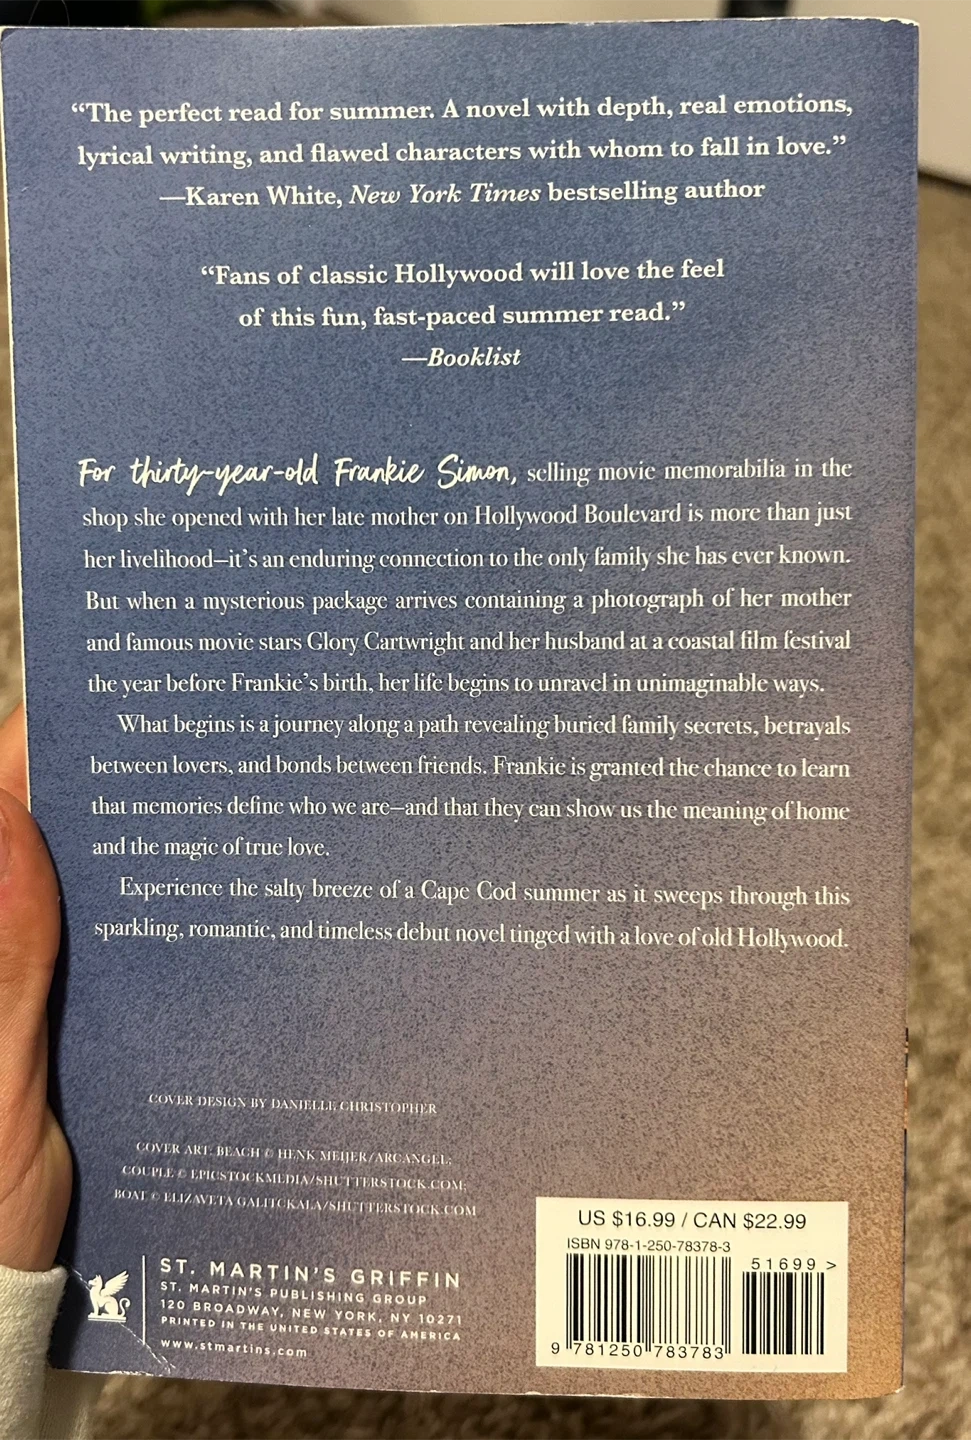 “The perfect read for summer. A novel with depth, real emotions,
lyrical writing, and flawed characters with whom to fall in love.”
—Karen White, New York Times bestselling author
“Fans of classic Hollywood will love the feel
of this fun, fast-paced summer read.”
—Booklist
For thirty-year-old Frankie Simon, selling movie memorabilia in the
shop she opened with her late mother on Hollywood Boulevard is more than just
her livelihood—it’s an enduring connection to the only family she has ever known.
But when a mysterious package arrives containing a photograph of her mother
and famous movie stars Glory Cartwright and her husband at a coastal film festival
the year before Frankie’s birth, her life begins to unravel in unimaginable ways.
What begins is a journey along a path revealing buried family secrets, betrayals
between lovers, and bonds between friends. Frankie is granted the chance to learn
that memories define who we are—and that they can show us the meaning of home
and the magic of true love.
Experience the salty breeze of a Cape Cod summer as it sweeps through this
sparkling, romantic, and timeless debut novel tinged with a love of old Hollywood.
COVER DESIGN BY DANIELLE CHRISTOPHER
COVER ART: BEACH © HENK MEIJER/ARCANGEL;
COUPLE © EPICSTOCKMEDIA/SHUTTERSTOCK.COM;
BOAT © ELIZAVETA GALITCKAIA/SHUTTERSTOCK.COM
ST. MARTIN’S GRIFFIN
ST. MARTIN’S PUBLISHING GROUP
120 BROADWAY, NEW YORK, NY 10271
PRINTED IN THE UNITED STATES OF AMERICA
www.stmartins.com
US $16.99 / CAN $22.99
ISBN 978-1-250-78378-3
51699 >
9 781250 783783